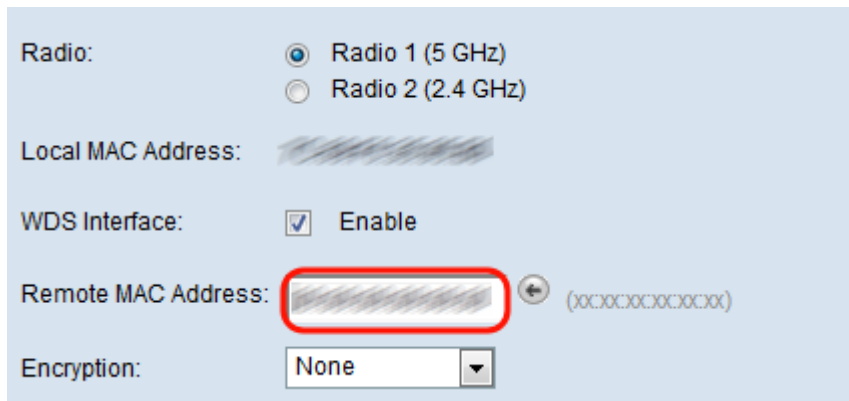 Radio: Radio 1 (5 GHz)
Radio 2 (2.4 GHz)
Local MAC Address:
WDS Interface: Enable
Remote MAC Address: (xx:xx:xx:xx:xx:xx)
Encryption: None